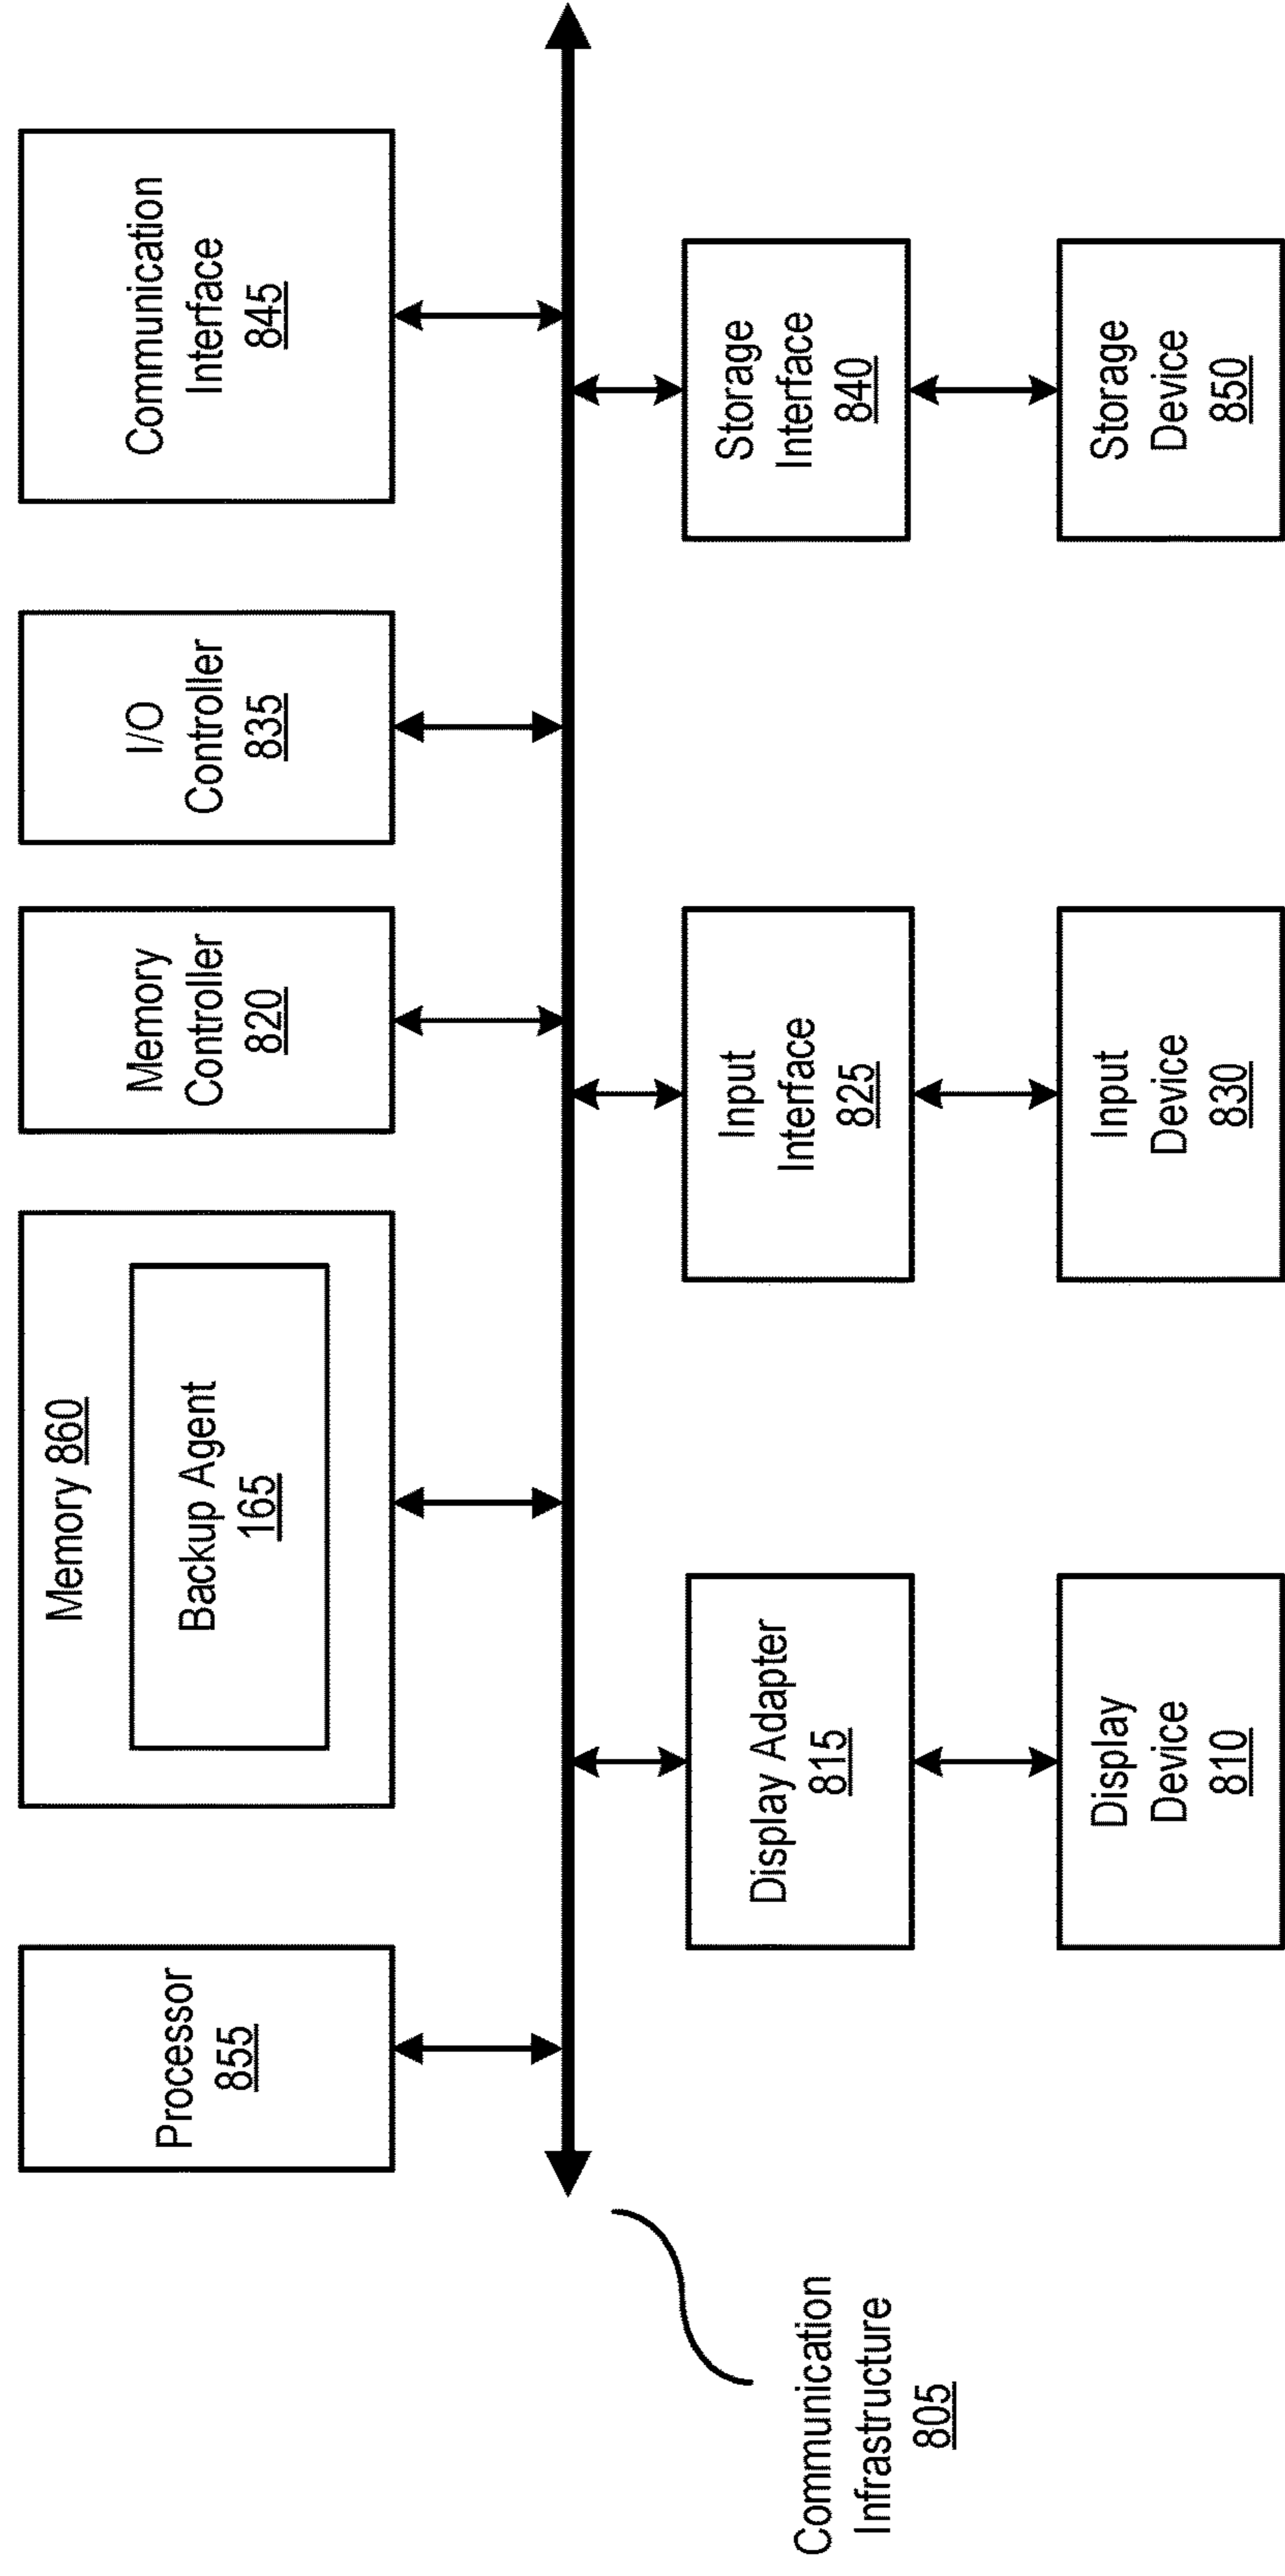 Processor
855
Memory 860
Backup Agent
165
Memory
Controller
820
I/O
Controller
835
Communication
Interface
845
Communication
Infrastructure
805
Display Adapter
815
Input
Interface
825
Storage
Interface
840
Display
Device
810
Input
Device
830
Storage
Device
850